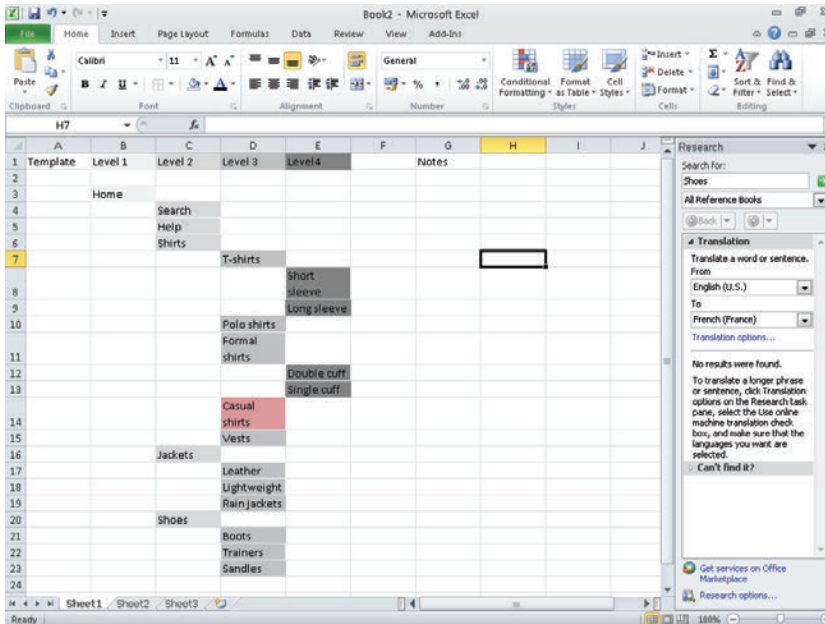 Book2 - Microsoft Excel
File Home Insert Page Layout Formulas Data Review View Add-Ins
Paste
Calibri 11 A A
B I U A
General
% ,
Conditional Formatting
Format as Table
Cell Styles
Insert
Delete
Format
Σ
Sort & Filter
Find & Select
Clipboard Font Alignment Number Styles Cells Editing
H7 fx
A B C D E F G H I J
1 Template Level 1 Level 2 Level 3 Level4 Notes
2
3 Home
4 Search
5 Help
6 Shirts
7 T-shirts
Short
8 sleeve
9 Long sleeve
10 Polo shirts
Formal
11 shirts
12 Double cuff
13 Single cuff
Casual
14 shirts
15 Vests
16 Jackets
17 Leather
18 Lightweight
19 Rain jackets
20 Shoes
21 Boots
22 Trainers
23 Sandles
24
Sheet1 Sheet2 Sheet3
Ready 100%
Research
Search for:
Shoes
All Reference Books
Back
Translation
Translate a word or sentence.
From
English (U.S.)
To
French (France)
Translation options...
No results were found.
To translate a longer phrase
or sentence, click Translation
options on the Research task
pane, select the Use online
machine translation check
box, and make sure that the
languages you want are
selected.
Can't find it?
Get services on Office
Marketplace
Research options...